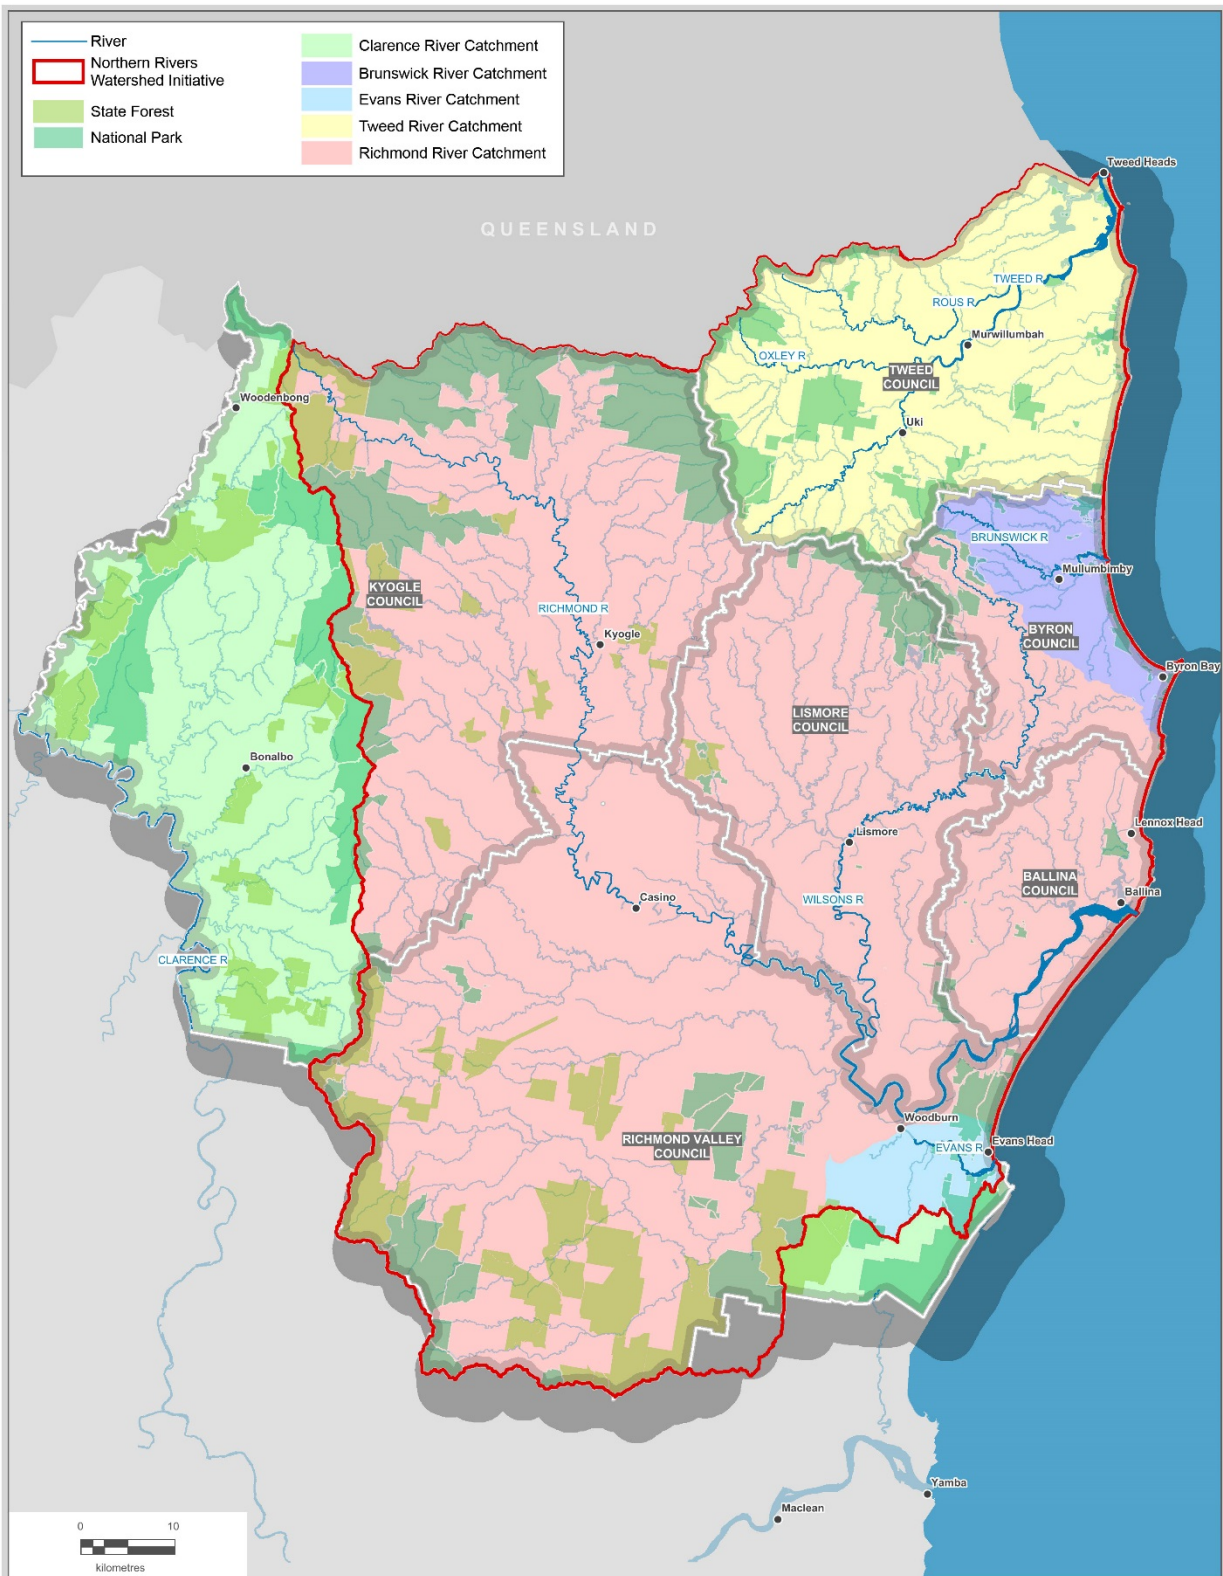 River
Northern Rivers
Watershed Initiative
State Forest
National Park
Clarence River Catchment
Brunswick River Catchment
Evans River Catchment
Tweed River Catchment
Richmond River Catchment
Tweed Heads
QUEENSLAND
TWEED R
ROUS R
Murwillumbah
OXLEY R
TWEED
COUNCIL
Woodenbong
Uki
BRUNSWICK R
Mullumbimby
KYOGLE
COUNCIL
RICHMOND R
Kyogle
BYRON
COUNCIL
Byron Bay
LISMORE
COUNCIL
Bonalbo
Lismore
Lennox Head
BALLINA
COUNCIL
Ballina
Casino
WILSONS R
CLARENCE R
Woodburn
RICHMOND VALLEY
COUNCIL
EVANS R
Evans Head
Yamba
Maclean
0 10
kilometres